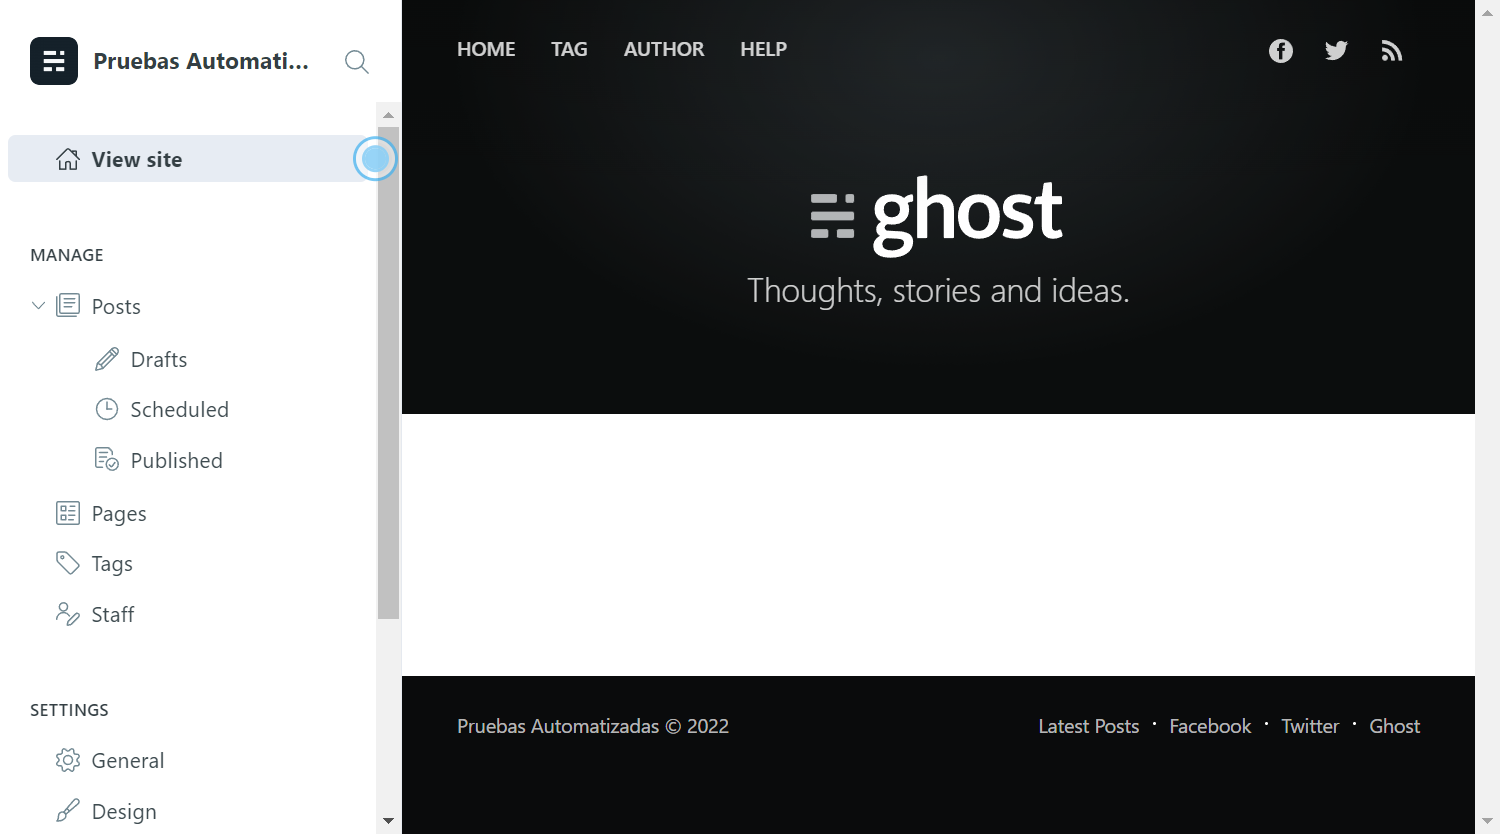 Pruebas Automati...
View site
MANAGE
Posts
Drafts
Scheduled
Published
Pages
Tags
Staff
SETTINGS
General
Design
HOME TAG AUTHOR HELP
ghost
Thoughts, stories and ideas.
Pruebas Automatizadas © 2022
Latest Posts · Facebook · Twitter · Ghost